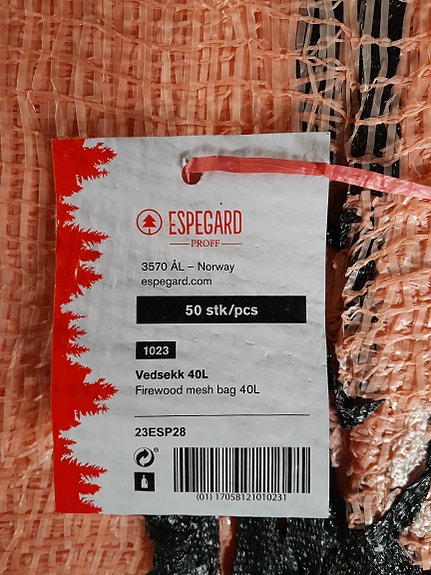 ESPEGARD
PROFF
3570 ÅL – Norway
espegard.com
50 stk/pcs
1023
Vedsekk 40L
Firewood mesh bag 40L
23ESP28
(01) 17058121010231